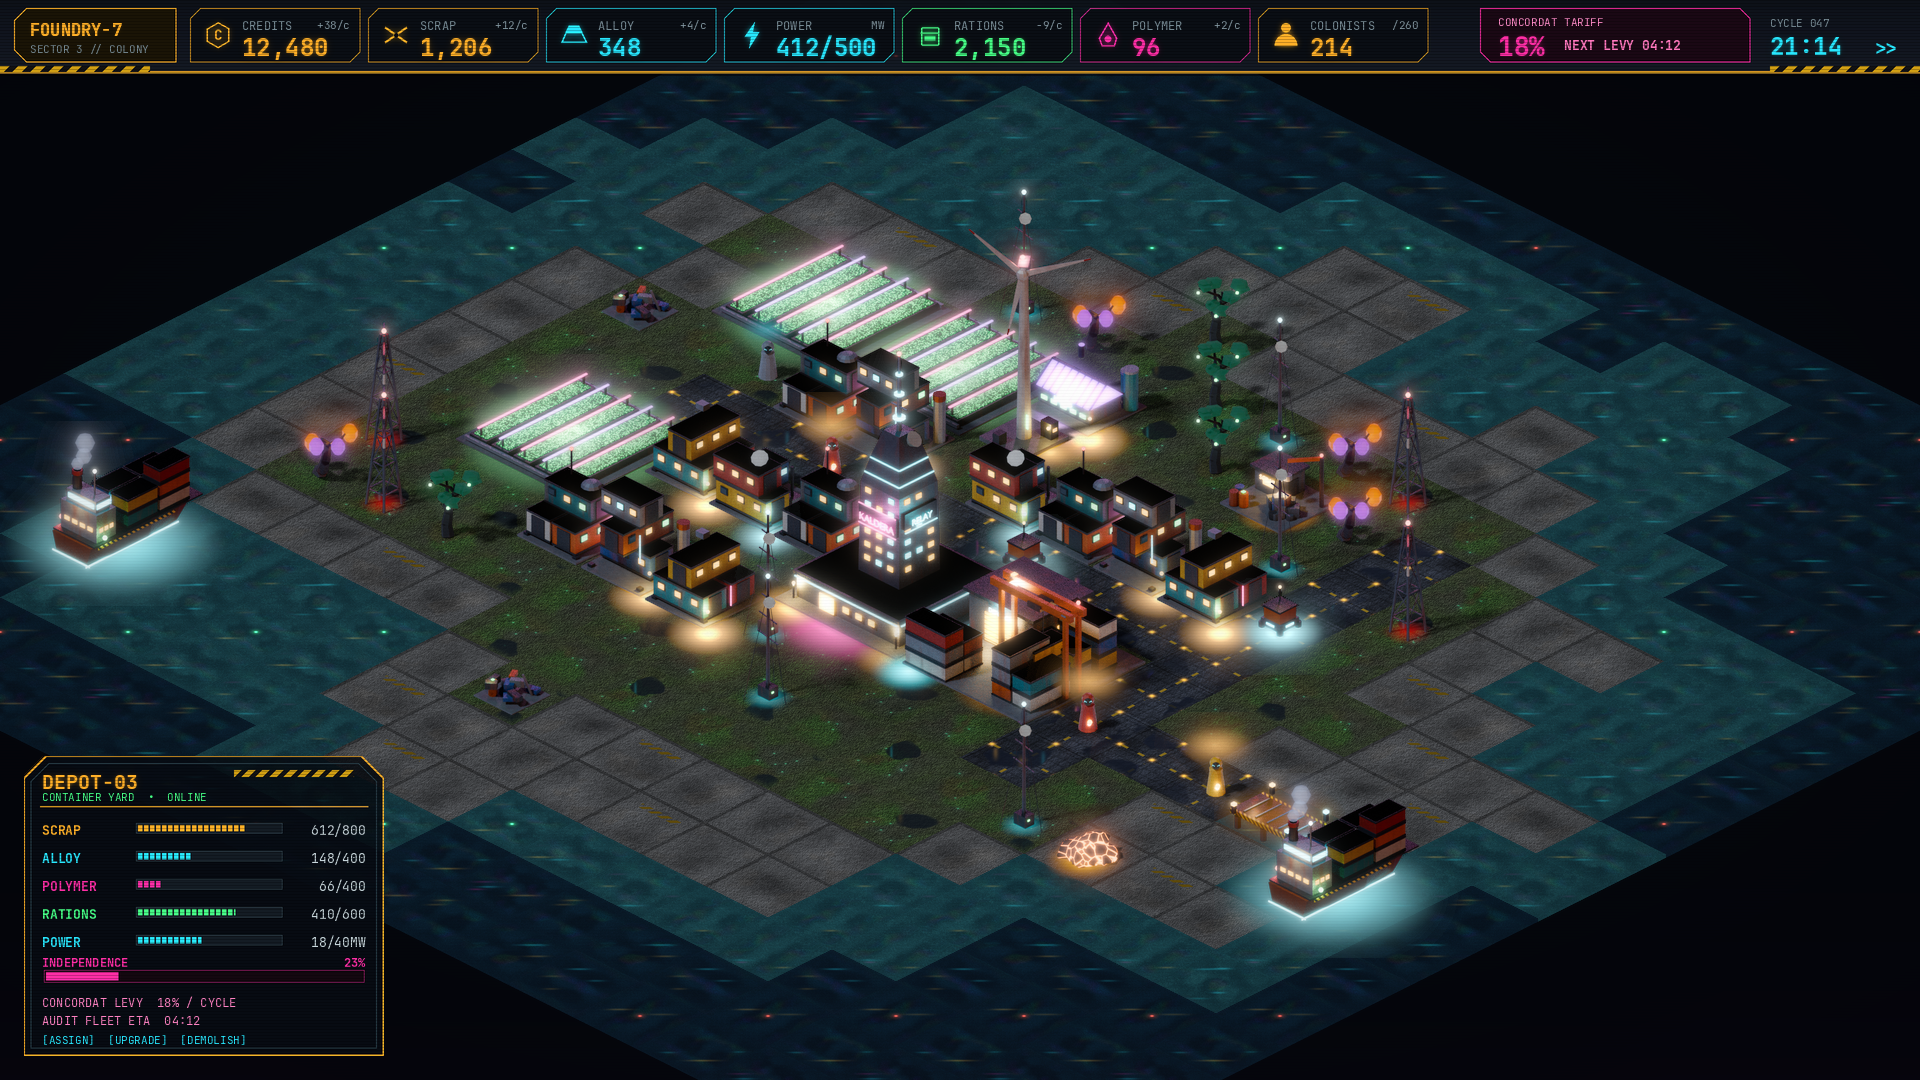 FOUNDRY-7
SECTOR 3 // COLONY
C
CREDITS +38/c
12,480
SCRAP +12/c
1,206
ALLOY +4/c
348
POWER MW
412/500
RATIONS -9/c
2,150
POLYMER +2/c
96
COLONISTS /260
214
CONCORDAT TARIFF
18% NEXT LEVY 04:12
CYCLE 047
21:14 >>
KALDERA
RELAY
DEPOT-03
CONTAINER YARD • ONLINE
SCRAP 612/800
ALLOY 148/400
POLYMER 66/400
RATIONS 410/600
POWER 18/40MW
INDEPENDENCE 23%
CONCORDAT LEVY 18% / CYCLE
AUDIT FLEET ETA 04:12
[ASSIGN] [UPGRADE] [DEMOLISH]